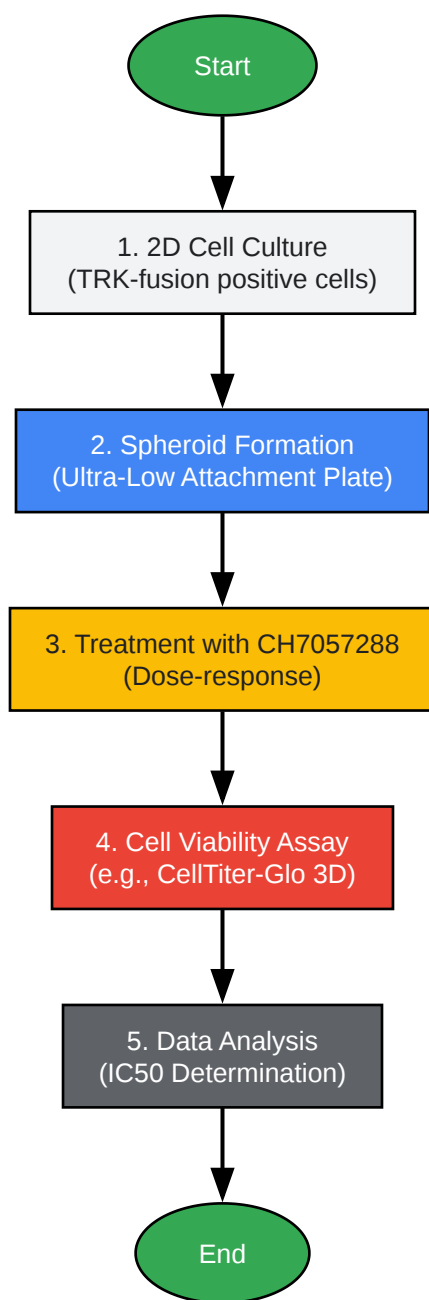 Start
1. 2D Cell Culture
(TRK-fusion positive cells)
2. Spheroid Formation
(Ultra-Low Attachment Plate)
3. Treatment with CH7057288
(Dose-response)
4. Cell Viability Assay
(e.g., CellTiter-Glo 3D)
5. Data Analysis
(IC50 Determination)
End